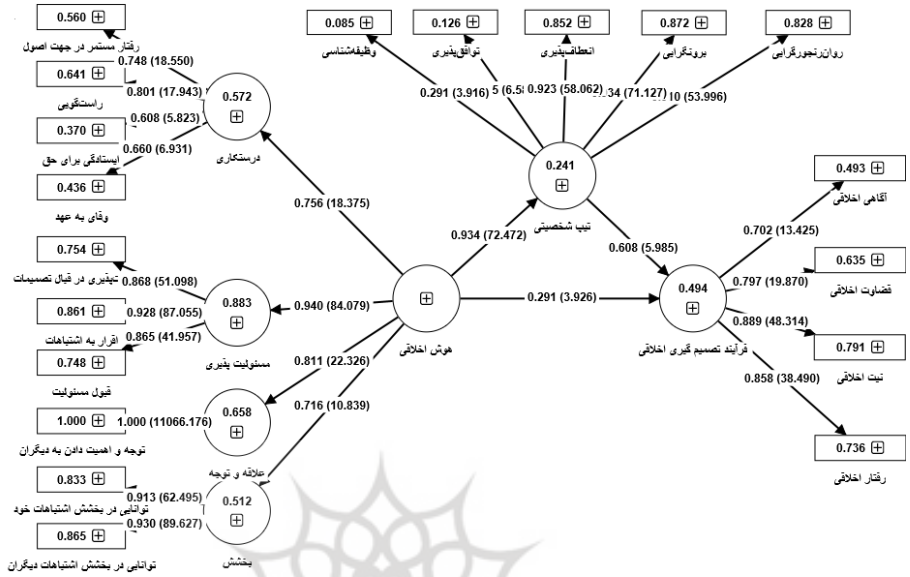 0.085
وظیفه‌شناسی
0.126
توافق‌پذیری
0.852
انعطاف‌پذیری
0.872
برونگرایی
0.828
روان‌رنجورگرایی
0.291 (3.916)
0.923 (58.062)
(71.127)
(53.996)
0.241
تیپ شخصیتی
0.560
رفتار مستمر در جهت اصول
0.748 (18.550)
0.641
راست‌گویی
0.801 (17.943)
0.370
ایستادگی برای حق
0.608 (5.823)
0.436
وفای به عهد
0.660 (6.931)
0.572
درستکاری
0.756 (18.375)
0.934 (72.472)
0.608 (5.985)
0.754
در قبال تصمیمات
0.868 (51.098)
0.861
اقرار به اشتباهات
0.928 (87.055)
0.748
قبول مسئولیت
0.865 (41.957)
0.883
مسئولیت پذیری
0.940 (84.079)
هوش اخلاقی
0.291 (3.926)
0.494
فرآیند تصمیم گیری اخلاقی
0.493
آگاهی اخلاقی
0.702 (13.425)
0.635
قضاوت اخلاقی
0.797 (19.870)
0.791
نیت اخلاقی
0.889 (48.314)
0.736
رفتار اخلاقی
0.858 (38.490)
1.000
توجه و اهمیت دادن به دیگران
1.000 (11066.176)
0.658
علاقه و توجه
0.811 (22.326)
0.716 (10.839)
0.833
توانایی در بخشش اشتباهات خود
0.913 (62.495)
0.865
توانایی در بخشش اشتباهات دیگران
0.930 (89.627)
0.512
بخشش